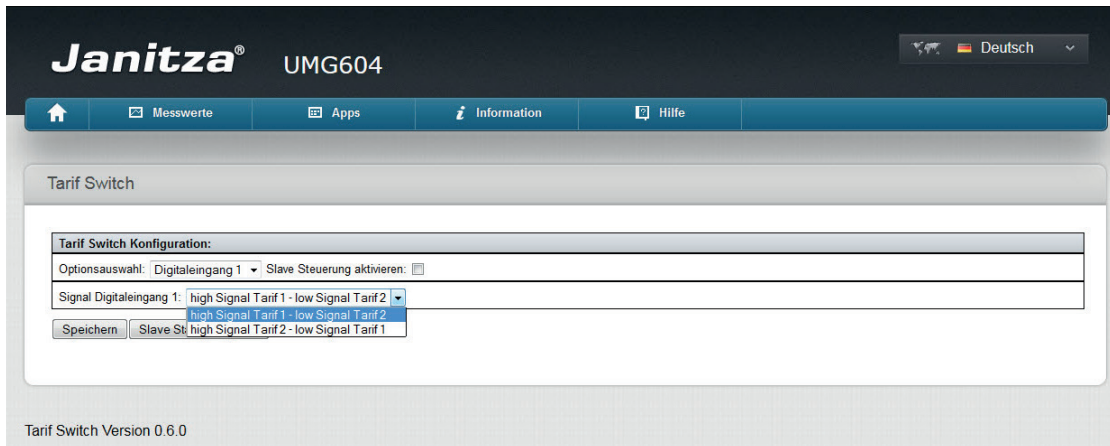 Janitza® UMG604
Deutsch
Messwerte Apps Information Hilfe
Tarif Switch
Tarif Switch Konfiguration:
Optionsauswahl: Digitaleingang 1 Slave Steuerung aktivieren:
Signal Digitaleingang 1: high Signal Tarif 1 - low Signal Tarif 2
high Signal Tarif 1 - low Signal Tarif 2
high Signal Tarif 2 - low Signal Tarif 1
Speichern Slave
Tarif Switch Version 0.6.0